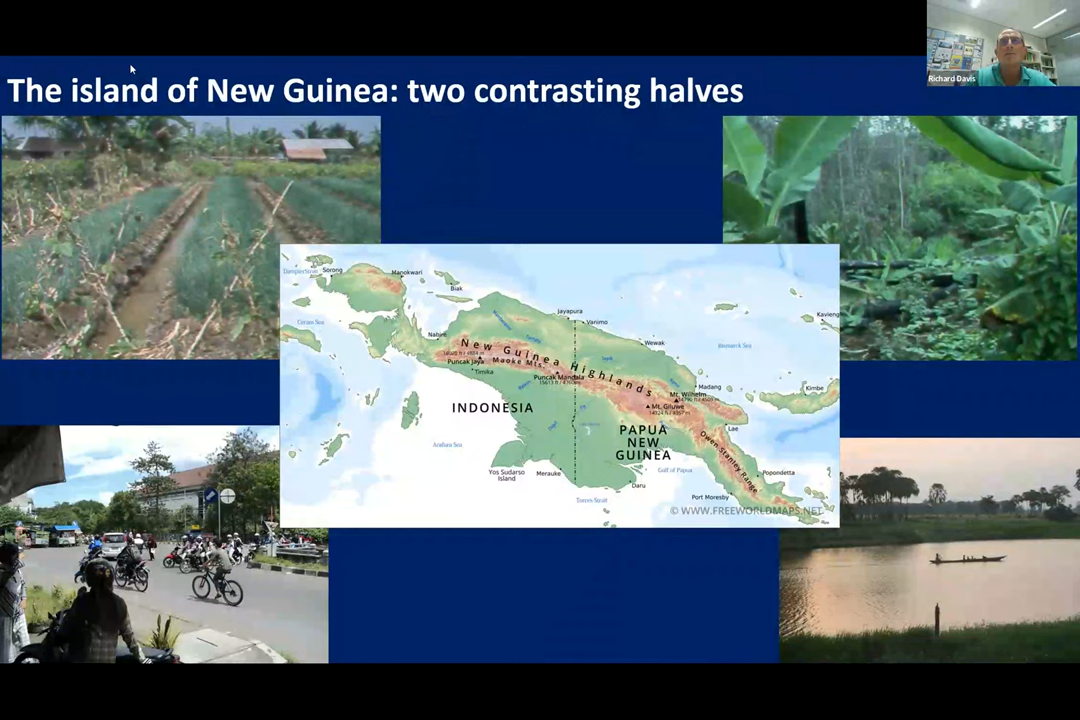 Richard Davis
The island of New Guinea: two contrasting halves
Sorong
Manokwari
Biak
Ceram Sea
Jayapura
Vanimo
Kavieng
Nabire
Wewak
Bismarck Sea
New Guinea Highlands
Puncak Jaya
Maoke Mts.
Timika
Puncak Mandala
Madang
Mt. Wilhelm
Kimbe
Mt. Giluwe
INDONESIA
PAPUA
NEW
GUINEA
Lae
Owen Stanley Range
Arafura Sea
Yos Sudarso
Island
Merauke
Gulf of Papua
Popondetta
Daru
Port Moresby
Torres Strait
© WWW.FREEWORLDMAPS.NET